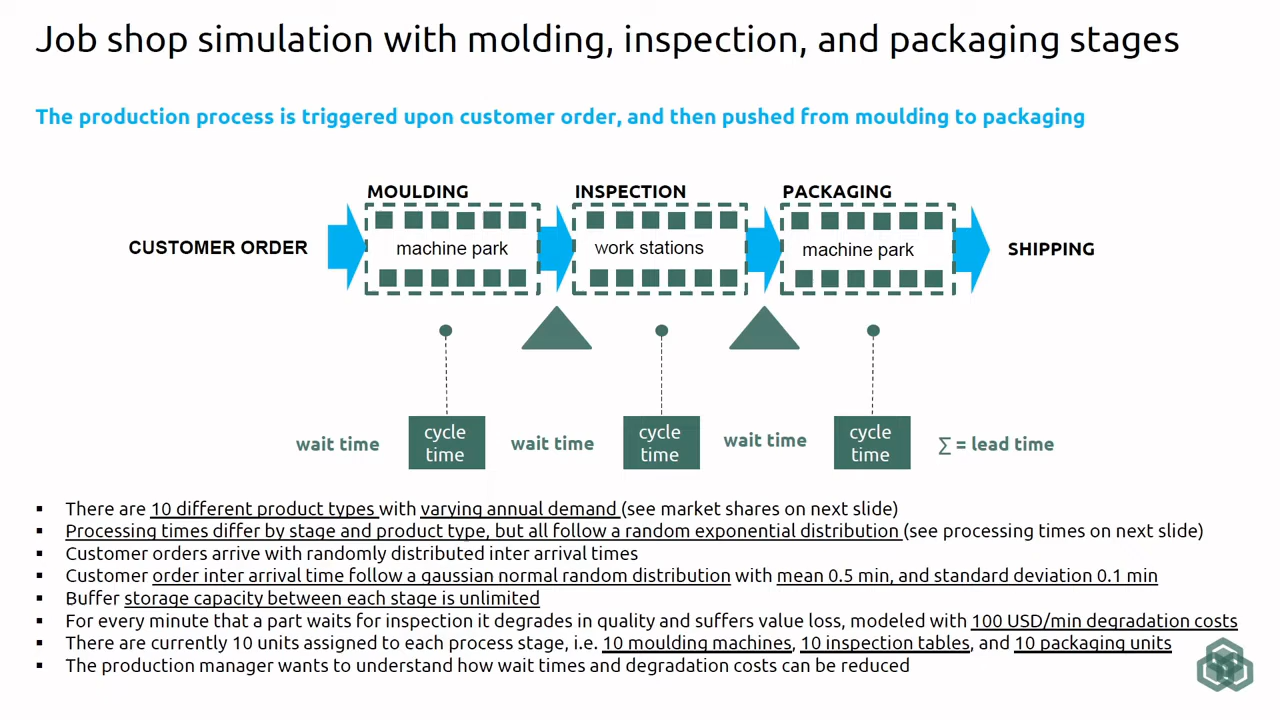 Job shop simulation with molding, inspection, and packaging stages
The production process is triggered upon customer order, and then pushed from moulding to packaging
MOULDING
INSPECTION
PACKAGING
CUSTOMER ORDER
machine park
work stations
machine park
SHIPPING
wait time
cycle
time
wait time
cycle
time
wait time
cycle
time
∑ = lead time
▪ There are 10 different product types with varying annual demand (see market shares on next slide)
▪ Processing times differ by stage and product type, but all follow a random exponential distribution (see processing times on next slide)
▪ Customer orders arrive with randomly distributed inter arrival times
▪ Customer order inter arrival time follow a gaussian normal random distribution with mean 0.5 min, and standard deviation 0.1 min
▪ Buffer storage capacity between each stage is unlimited
▪ For every minute that a part waits for inspection it degrades in quality and suffers value loss, modeled with 100 USD/min degradation costs
▪ There are currently 10 units assigned to each process stage, i.e. 10 moulding machines, 10 inspection tables, and 10 packaging units
▪ The production manager wants to understand how wait times and degradation costs can be reduced